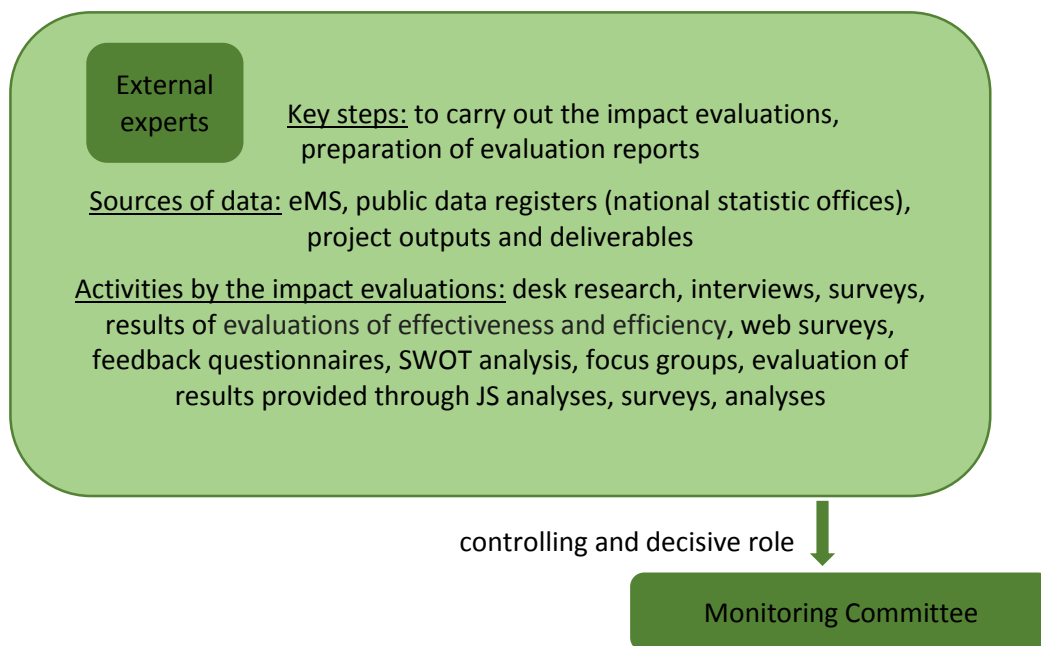 External
experts
Key steps: to carry out the impact evaluations,
preparation of evaluation reports
Sources of data: eMS, public data registers (national statistic offices),
project outputs and deliverables
Activities by the impact evaluations: desk research, interviews, surveys,
results of evaluations of effectiveness and efficiency, web surveys,
feedback questionnaires, SWOT analysis, focus groups, evaluation of
results provided through JS analyses, surveys, analyses
controlling and decisive role
Monitoring Committee